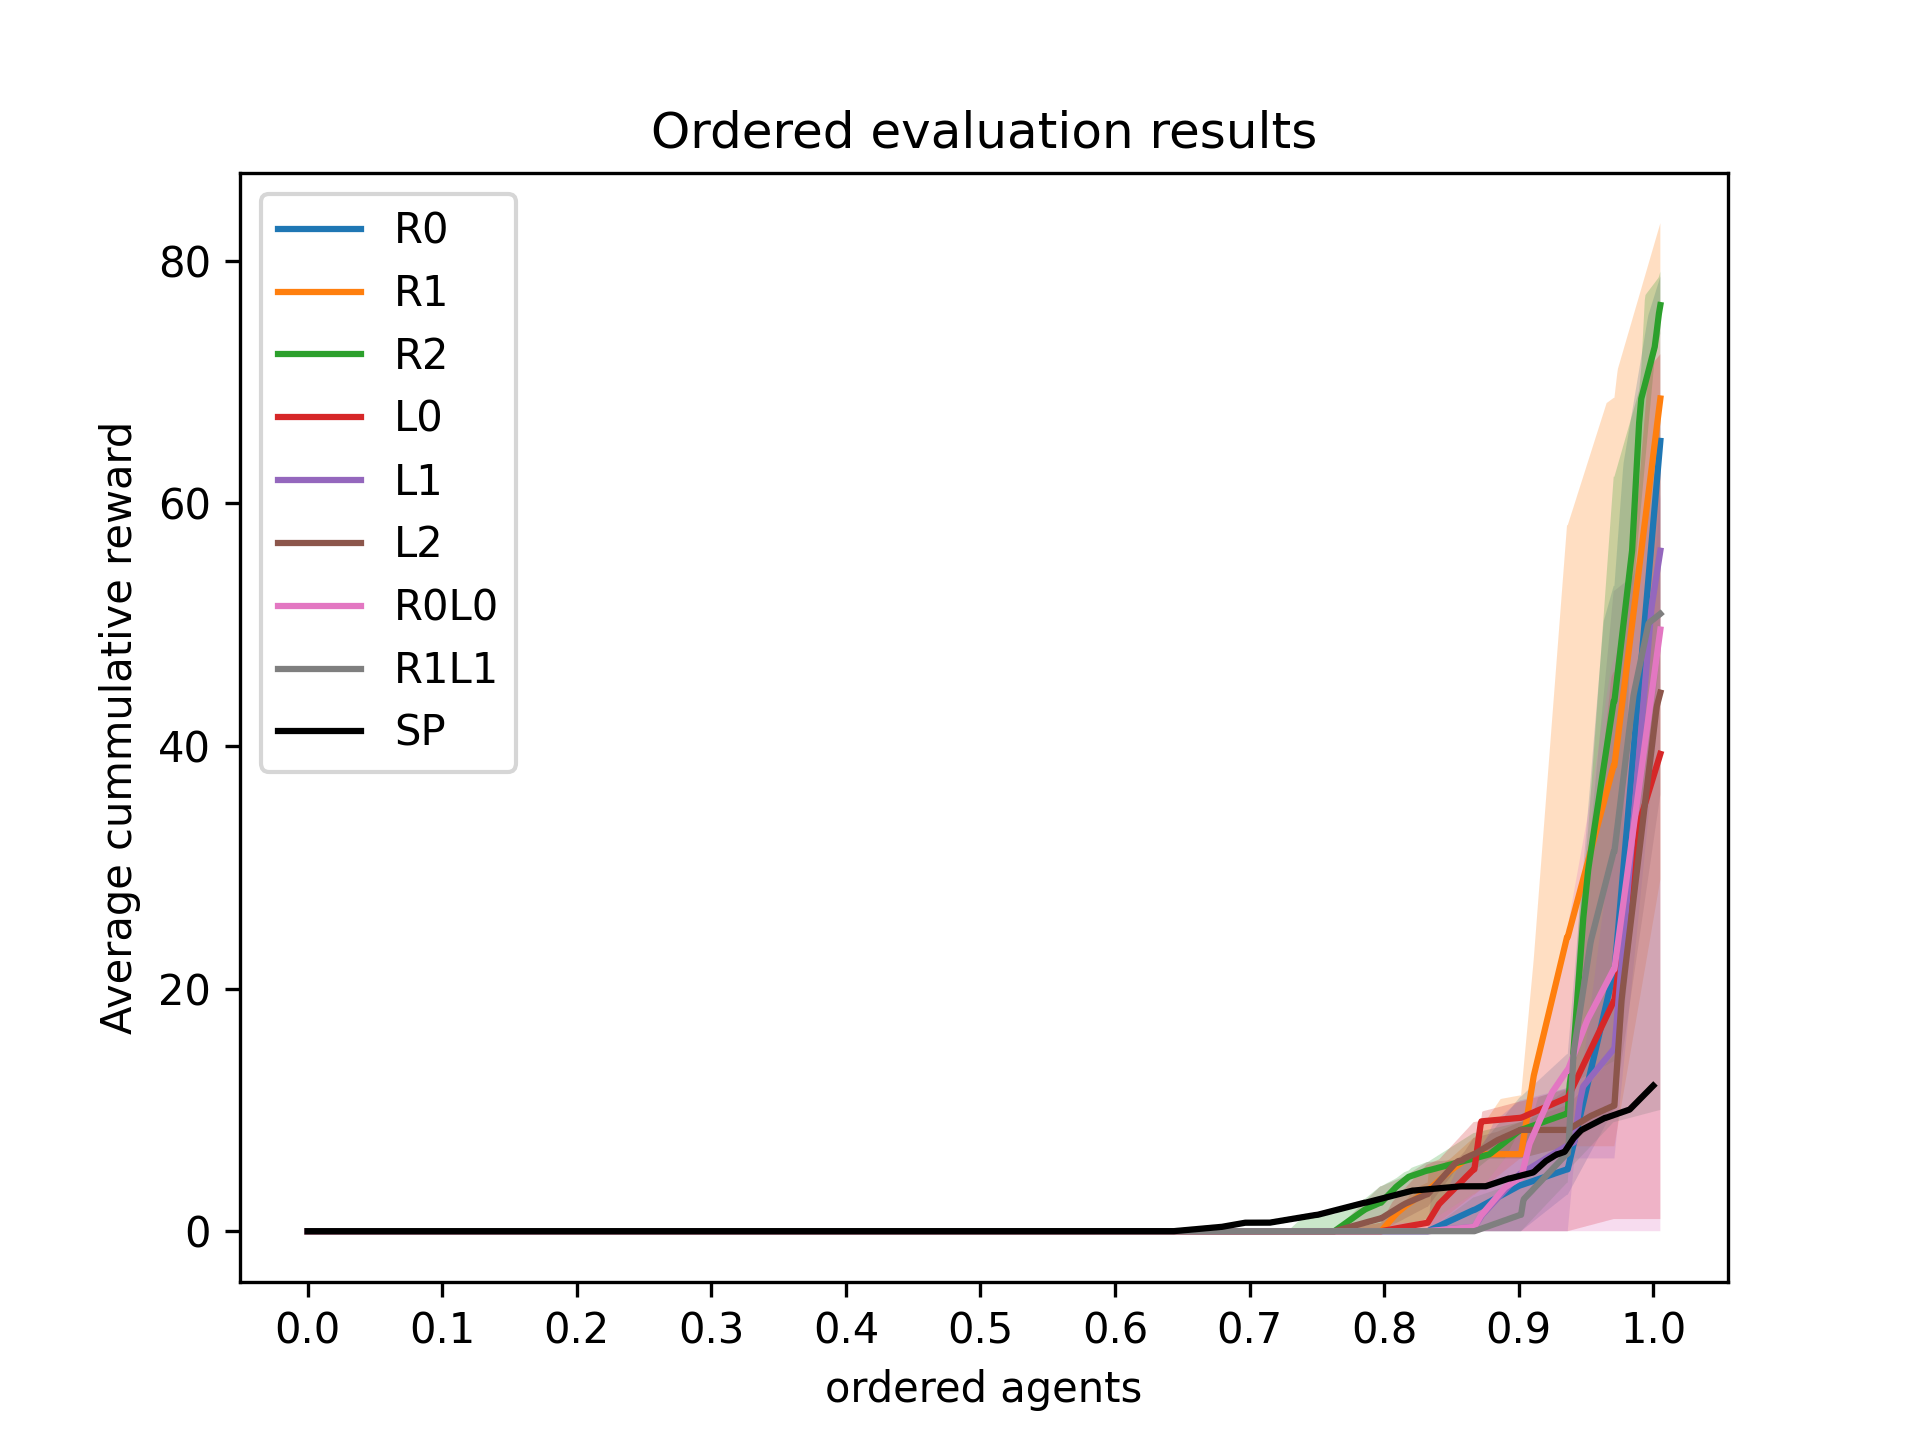 Ordered evaluation results
R0
R1
R2
L0
L1
L2
R0L0
R1L1
SP
Average cummulative reward
80
60
40
20
0
0.0 0.1 0.2 0.3 0.4 0.5 0.6 0.7 0.8 0.9 1.0
ordered agents